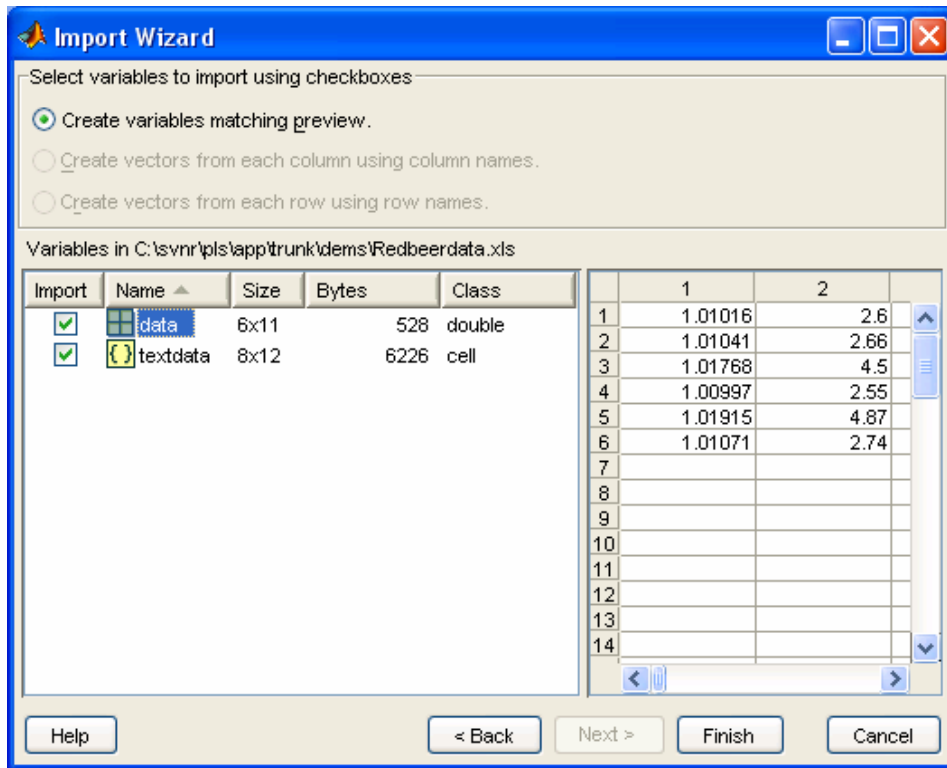 Import Wizard
Select variables to import using checkboxes
Create variables matching preview.
Create vectors from each column using column names.
Create vectors from each row using row names.
Variables in C:\svnr\pls\app\trunk\dems\Redbeerdata.xls
Import Name Size Bytes Class
data 6x11 528 double
{ } textdata 8x12 6226 cell
1 2
1 1.01016 2.6
2 1.01041 2.66
3 1.01768 4.5
4 1.00997 2.55
5 1.01915 4.87
6 1.01071 2.74
7
8
9
10
11
12
13
14
Help < Back Next > Finish Cancel